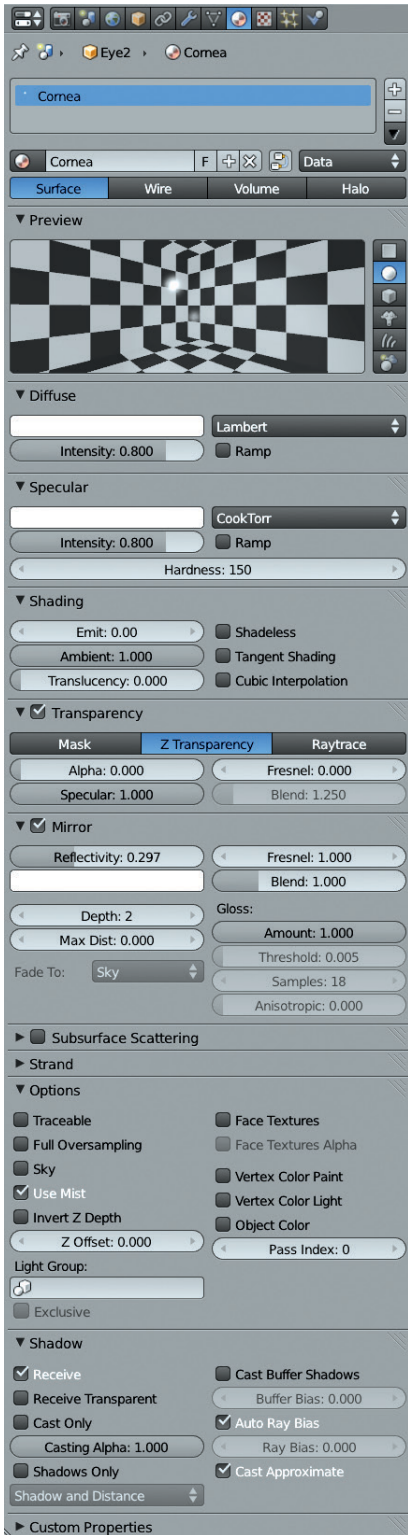 Eye2 Cornea
Cornea
Cornea F Data
Surface Wire Volume Halo
Preview
Diffuse
Lambert
Intensity: 0.800 Ramp
Specular
CookTorr
Intensity: 0.800 Ramp
Hardness: 150
Shading
Emit: 0.00 Shadeless
Ambient: 1.000 Tangent Shading
Translucency: 0.000 Cubic Interpolation
Transparency
Mask Z Transparency Raytrace
Alpha: 0.000 Fresnel: 0.000
Specular: 1.000 Blend: 1.250
Mirror
Reflectivity: 0.297 Fresnel: 1.000
Blend: 1.000
Depth: 2 Gloss:
Max Dist: 0.000 Amount: 1.000
Fade To: Sky Threshold: 0.005
Samples: 18
Anisotropic: 0.000
Subsurface Scattering
Strand
Options
Traceable Face Textures
Full Oversampling Face Textures Alpha
Sky Vertex Color Paint
Use Mist Vertex Color Light
Invert Z Depth Object Color
Z Offset: 0.000 Pass Index: 0
Light Group:
Exclusive
Shadow
Receive Cast Buffer Shadows
Receive Transparent Buffer Bias: 0.000
Cast Only Auto Ray Bias
Casting Alpha: 1.000 Ray Bias: 0.000
Shadows Only Cast Approximate
Shadow and Distance
Custom Properties